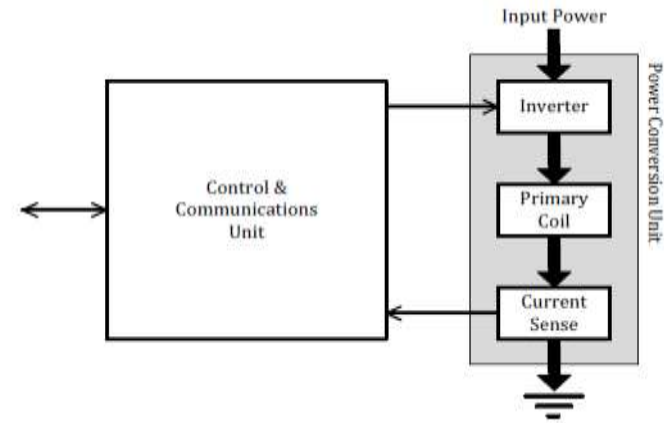 Input Power
Inverter
Power Conversion Unit
Control &
Communications
Unit
Primary
Coil
Current
Sense